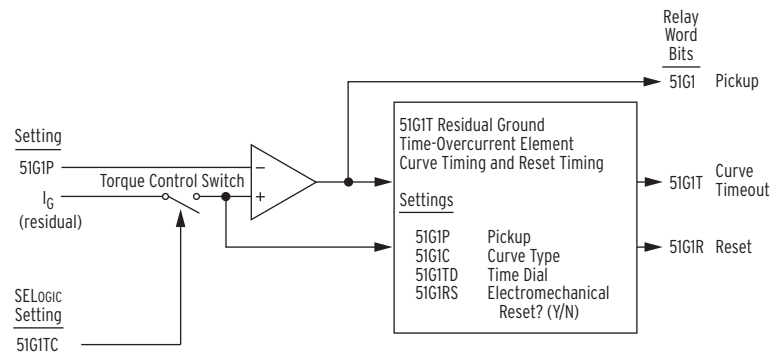 Relay
Word
Bits
51G1 Pickup
Setting
51G1P
−
I_G
(residual)
Torque Control Switch
+
51G1T Residual Ground
Time-Overcurrent Element
Curve Timing and Reset Timing
Settings
51G1P Pickup
51G1C Curve Type
51G1TD Time Dial
51G1RS Electromechanical
Reset? (Y/N)
51G1T Curve
Timeout
51G1R Reset
SELOGIC
Setting
51G1TC